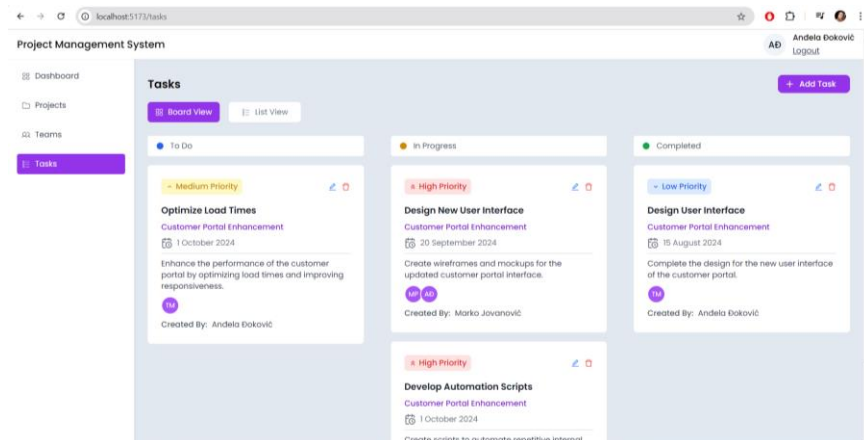 localhost:5173/tasks
Project Management System
AĐ
Anđela Đoković
Logout
Dashboard
Projects
Teams
Tasks
Tasks
+ Add Task
Board View
List View
To Do
Medium Priority
Optimize Load Times
Customer Portal Enhancement
1 October 2024
Enhance the performance of the customer
portal by optimizing load times and improving
responsiveness.
TM
Created By: Anđela Đoković
In Progress
High Priority
Design New User Interface
Customer Portal Enhancement
20 September 2024
Create wireframes and mockups for the
updated customer portal interface.
MP AĐ
Created By: Marko Jovanović
High Priority
Develop Automation Scripts
Customer Portal Enhancement
1 October 2024
Create scripts to automate repetitive internal
Completed
Low Priority
Design User Interface
Customer Portal Enhancement
15 August 2024
Complete the design for the new user interface
of the customer portal.
TM
Created By: Anđela Đoković